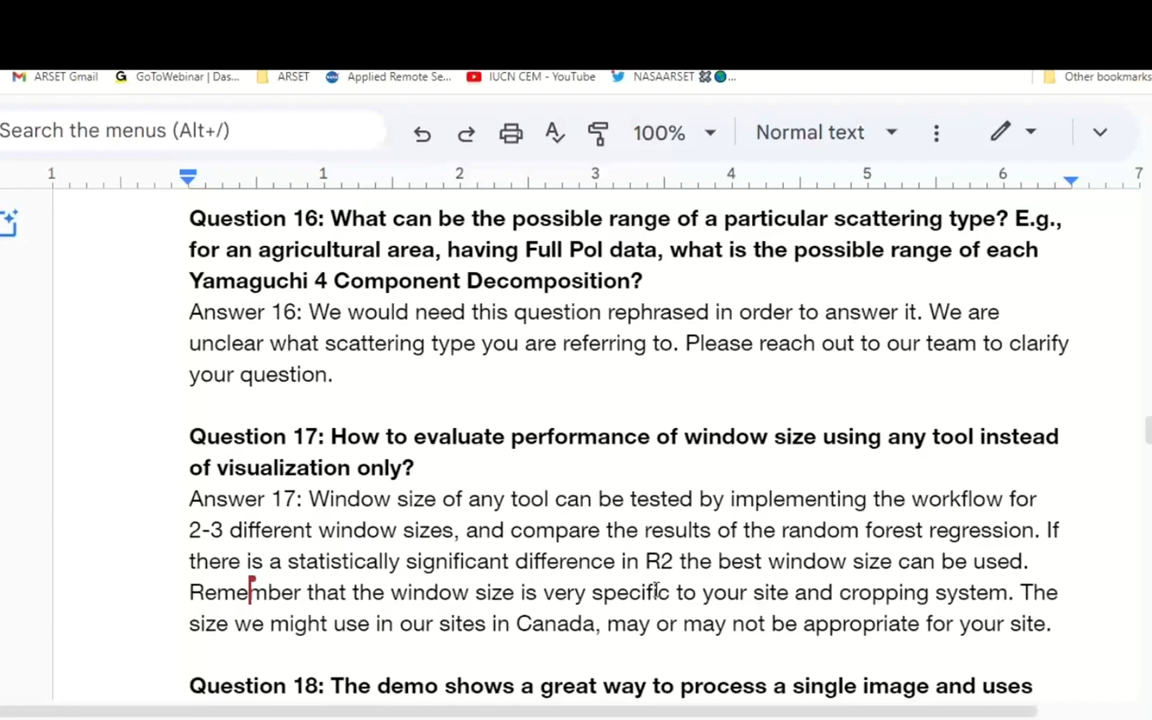 ARSET Gmail GoToWebinar | Das... ARSET Applied Remote Se... IUCN CEM - YouTube NASAARSET Other bookmarks
Search the menus (Alt+/) 100% Normal text
1 1 2 3 4 5 6 7
Question 16: What can be the possible range of a particular scattering type? E.g.,
for an agricultural area, having Full Pol data, what is the possible range of each
Yamaguchi 4 Component Decomposition?
Answer 16: We would need this question rephrased in order to answer it. We are
unclear what scattering type you are referring to. Please reach out to our team to clarify
your question.
Question 17: How to evaluate performance of window size using any tool instead
of visualization only?
Answer 17: Window size of any tool can be tested by implementing the workflow for
2-3 different window sizes, and compare the results of the random forest regression. If
there is a statistically significant difference in R2 the best window size can be used.
Remember that the window size is very specific to your site and cropping system. The
size we might use in our sites in Canada, may or may not be appropriate for your site.
Question 18: The demo shows a great way to process a single image and uses